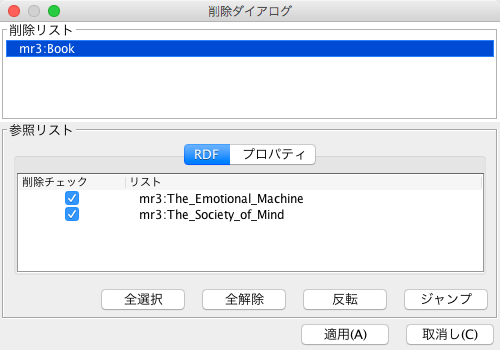 削除ダイアログ
削除リスト
mr3:Book
参照リスト
RDF プロパティ
削除チェック リスト
mr3:The_Emotional_Machine
mr3:The_Society_of_Mind
全選択 全解除 反転 ジャンプ
適用(A) 取消し(C)